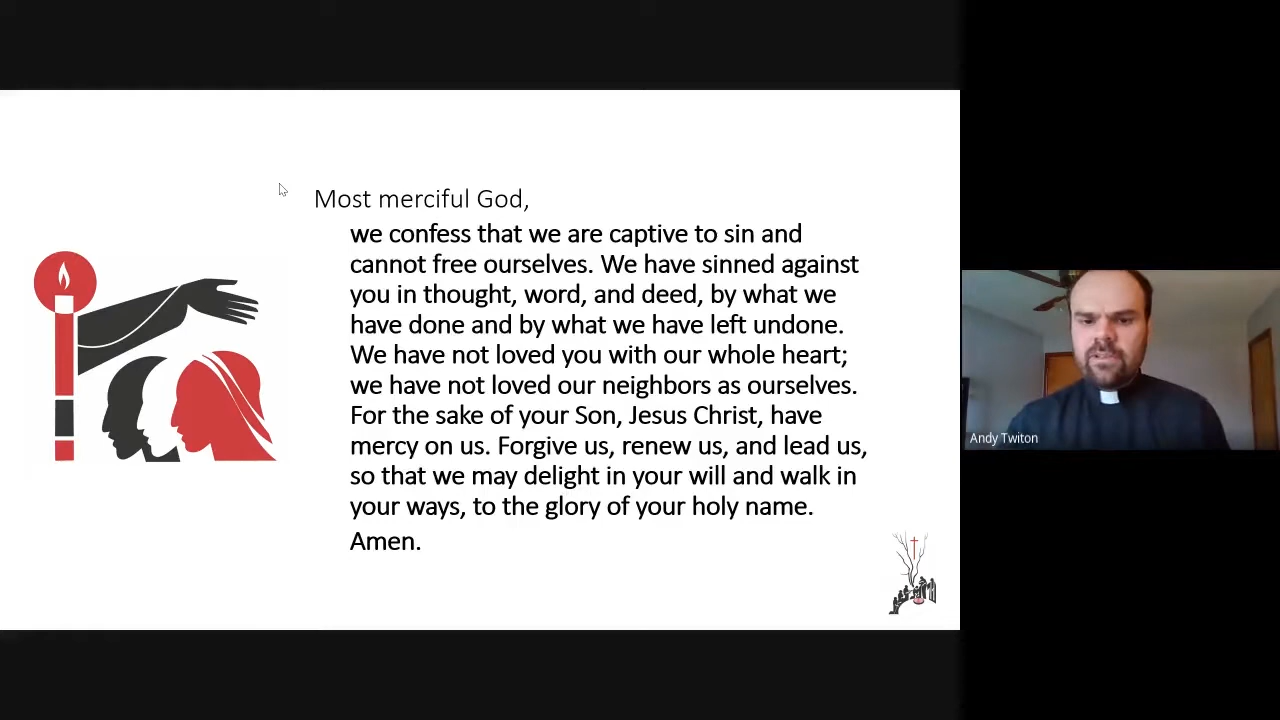 Most merciful God,
we confess that we are captive to sin and
cannot free ourselves. We have sinned against
you in thought, word, and deed, by what we
have done and by what we have left undone.
We have not loved you with our whole heart;
we have not loved our neighbors as ourselves.
For the sake of your Son, Jesus Christ, have
mercy on us. Forgive us, renew us, and lead us,
so that we may delight in your will and walk in
your ways, to the glory of your holy name.
Amen.
Andy Twiton